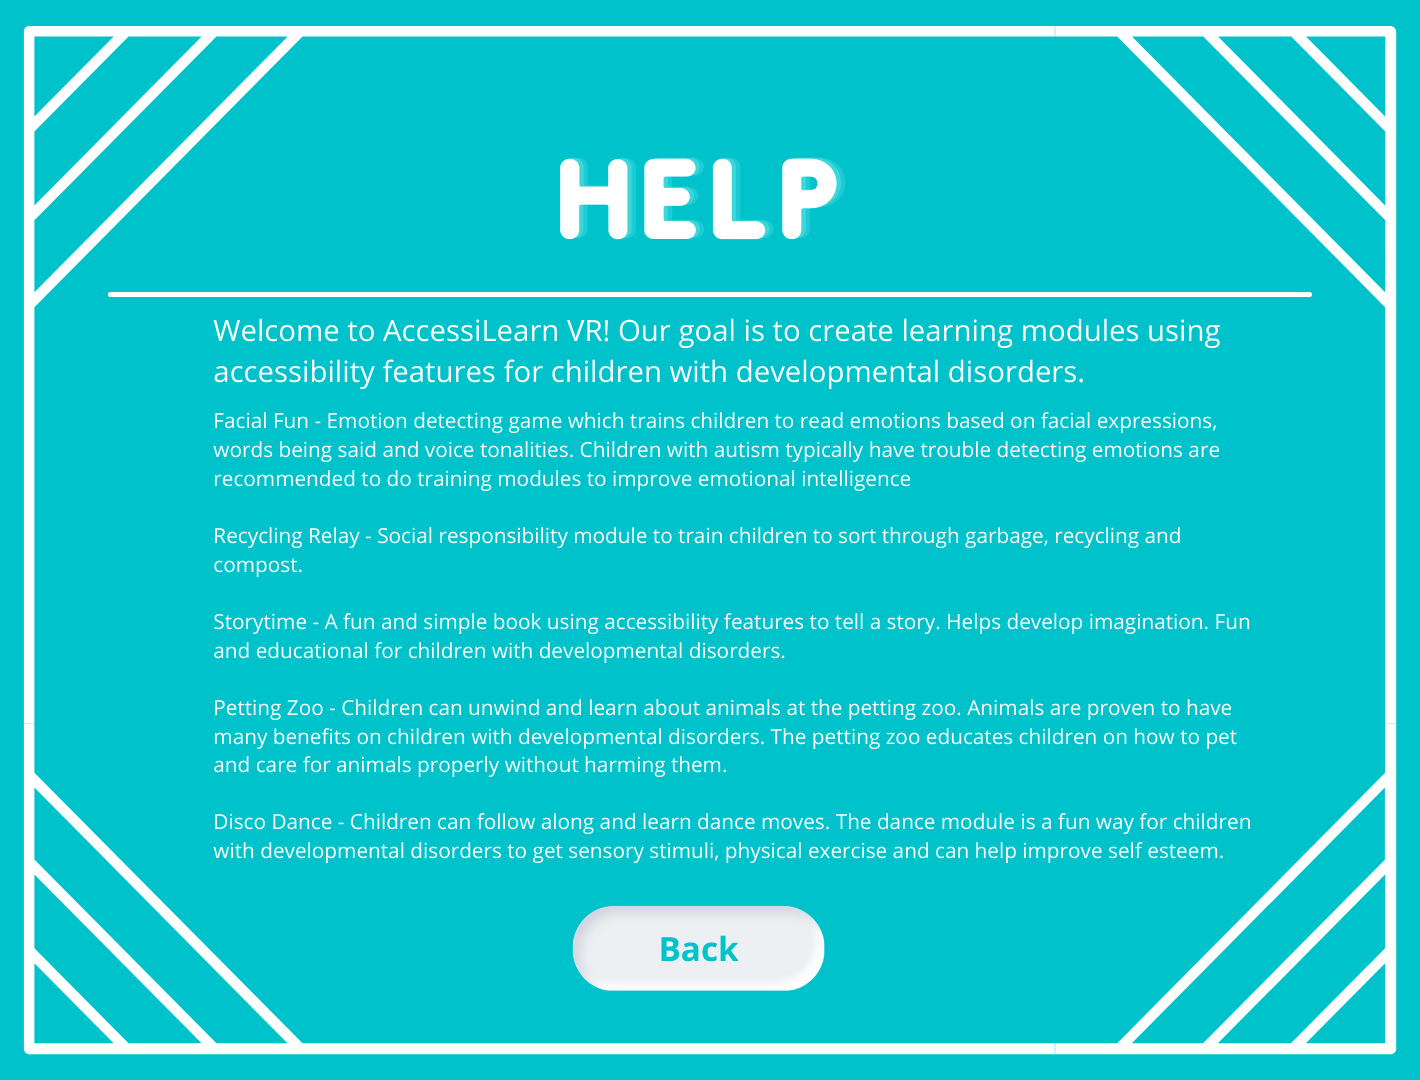 HELP
Welcome to AccessiLearn VR! Our goal is to create learning modules using
accessibility features for children with developmental disorders.
Facial Fun - Emotion detecting game which trains children to read emotions based on facial expressions,
words being said and voice tonalities. Children with autism typically have trouble detecting emotions are
recommended to do training modules to improve emotional intelligence
Recycling Relay - Social responsibility module to train children to sort through garbage, recycling and
compost.
Storytime - A fun and simple book using accessibility features to tell a story. Helps develop imagination. Fun
and educational for children with developmental disorders.
Petting Zoo - Children can unwind and learn about animals at the petting zoo. Animals are proven to have
many benefits on children with developmental disorders. The petting zoo educates children on how to pet
and care for animals properly without harming them.
Disco Dance - Children can follow along and learn dance moves. The dance module is a fun way for children
with developmental disorders to get sensory stimuli, physical exercise and can help improve self esteem.
Back